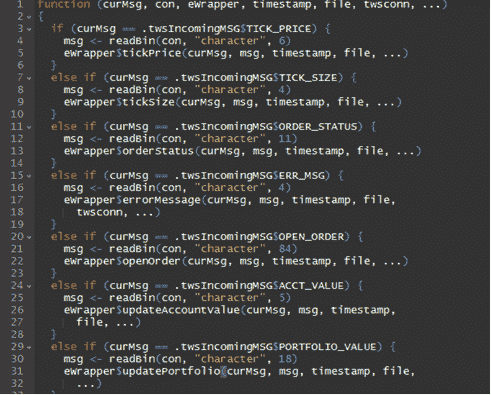 1 function (curMsg, con, eWrapper, timestamp, file, twsconn, ...)
2 {
3 if (curMsg == .twsIncomingMSG$TICK_PRICE) {
4 msg <- readBin(con, "character", 6)
5 eWrapper$tickPrice(curMsg, msg, timestamp, file, ...)
6 }
7 else if (curMsg == .twsIncomingMSG$TICK_SIZE) {
8 msg <- readBin(con, "character", 4)
9 eWrapper$tickSize(curMsg, msg, timestamp, file, ...)
10 }
11 else if (curMsg == .twsIncomingMSG$ORDER_STATUS) {
12 msg <- readBin(con, "character", 11)
13 eWrapper$orderStatus(curMsg, msg, timestamp, file, ...)
14 }
15 else if (curMsg == .twsIncomingMSG$ERR_MSG) {
16 msg <- readBin(con, "character", 4)
17 eWrapper$errorMessage(curMsg, msg, timestamp, file,
18 twsconn, ...)
19 }
20 else if (curMsg == .twsIncomingMSG$OPEN_ORDER) {
21 msg <- readBin(con, "character", 84)
22 eWrapper$openOrder(curMsg, msg, timestamp, file, ...)
23 }
24 else if (curMsg == .twsIncomingMSG$ACCT_VALUE) {
25 msg <- readBin(con, "character", 5)
26 eWrapper$updateAccountValue(curMsg, msg, timestamp,
27 file, ...)
28 }
29 else if (curMsg == .twsIncomingMSG$PORTFOLIO_VALUE) {
30 msg <- readBin(con, "character", 18)
31 eWrapper$updatePortfolio(curMsg, msg, timestamp, file,
32 ...)